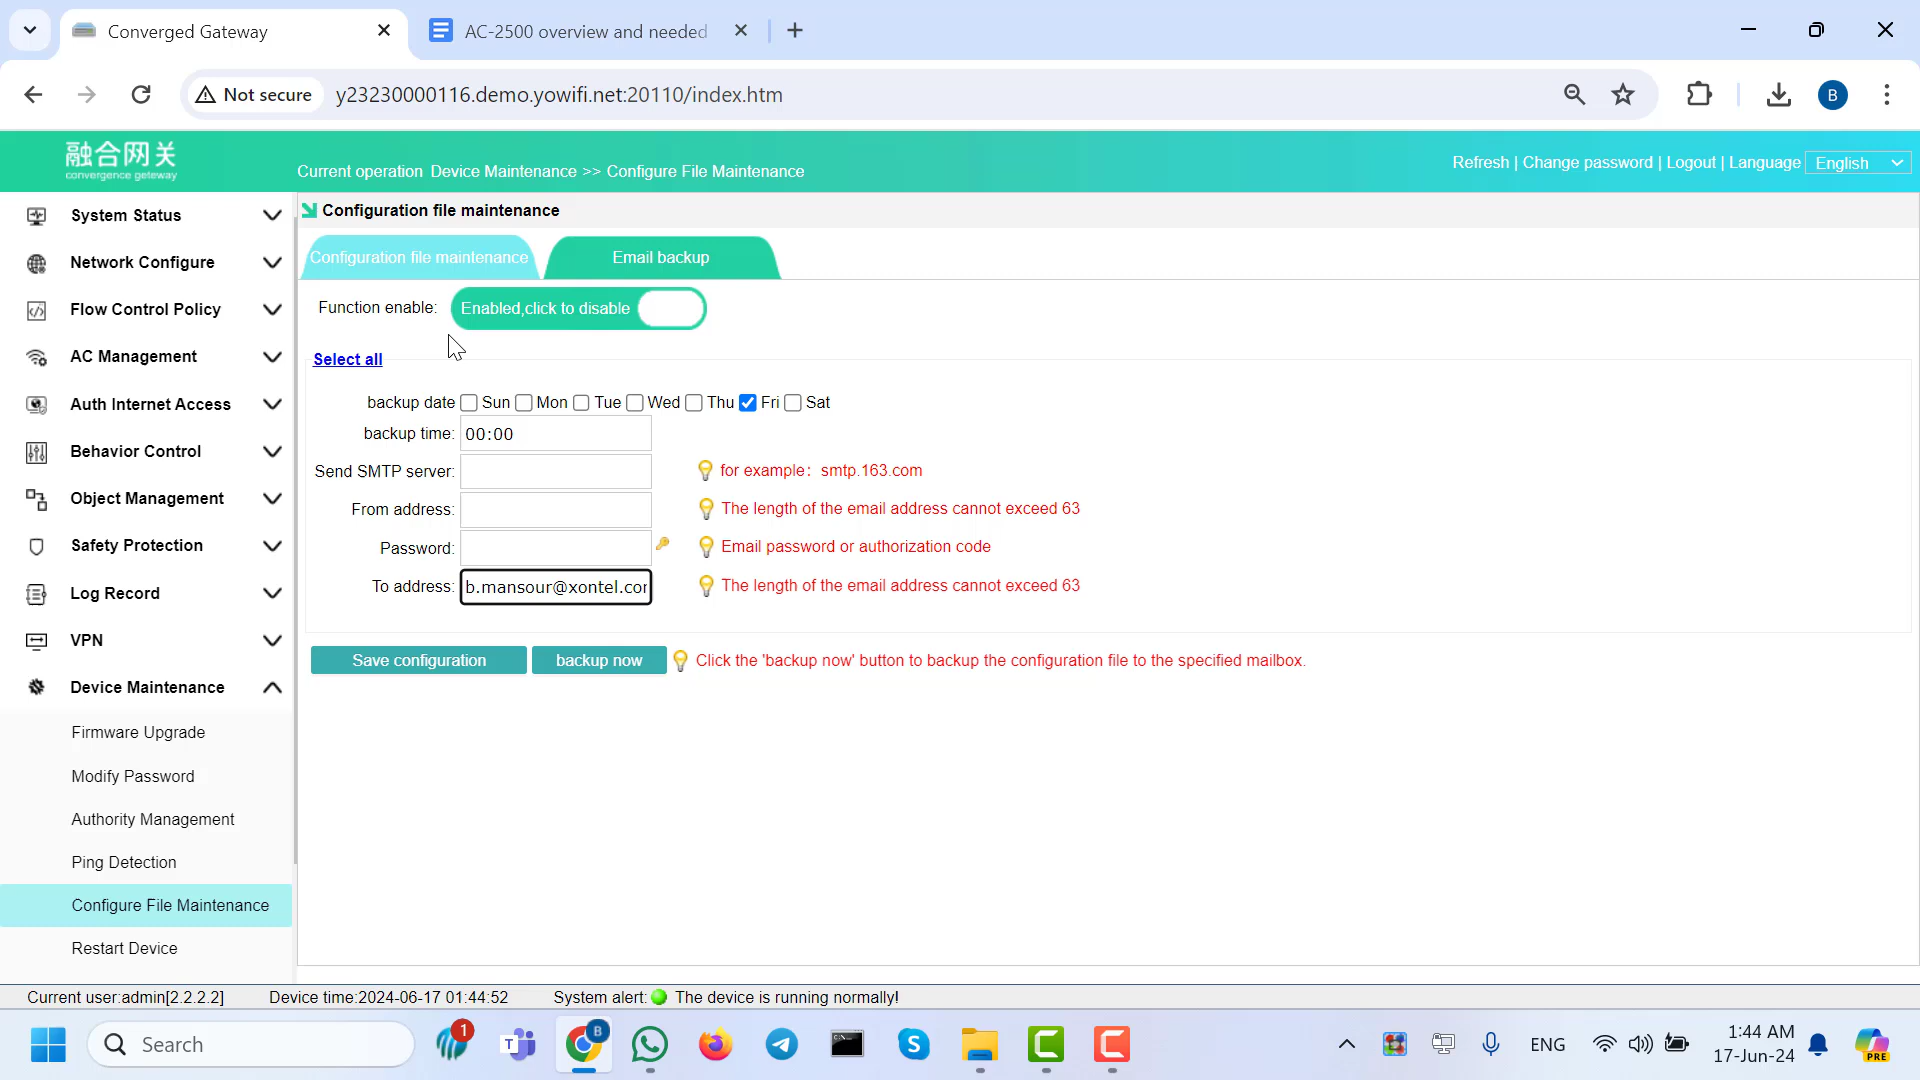 Converged Gateway
AC-2500 overview and needed
Not secure
y23230000116.demo.yowifi.net:20110/index.htm
B
融合网关
convergence geteway
Current operation Device Maintenance >> Configure File Maintenance
Refresh | Change password | Logout | Language English
System Status
Network Configure
Flow Control Policy
AC Management
Auth Internet Access
Behavior Control
Object Management
Safety Protection
Log Record
VPN
Device Maintenance
Firmware Upgrade
Modify Password
Authority Management
Ping Detection
Configure File Maintenance
Restart Device
Configuration file maintenance
Configuration file maintenance
Email backup
Function enable: Enabled,click to disable
Select all
backup date Sun Mon Tue Wed Thu Fri Sat
backup time: 00:00
Send SMTP server: for example：smtp.163.com
From address: The length of the email address cannot exceed 63
Password: Email password or authorization code
To address: b.mansour@xontel.cor The length of the email address cannot exceed 63
Save configuration backup now Click the 'backup now' button to backup the configuration file to the specified mailbox.
Current user:admin[2.2.2.2] Device time:2024-06-17 01:44:52 System alert: The device is running normally!
Search
1
T
B
S
C
C
ENG
1:44 AM
17-Jun-24
PRE